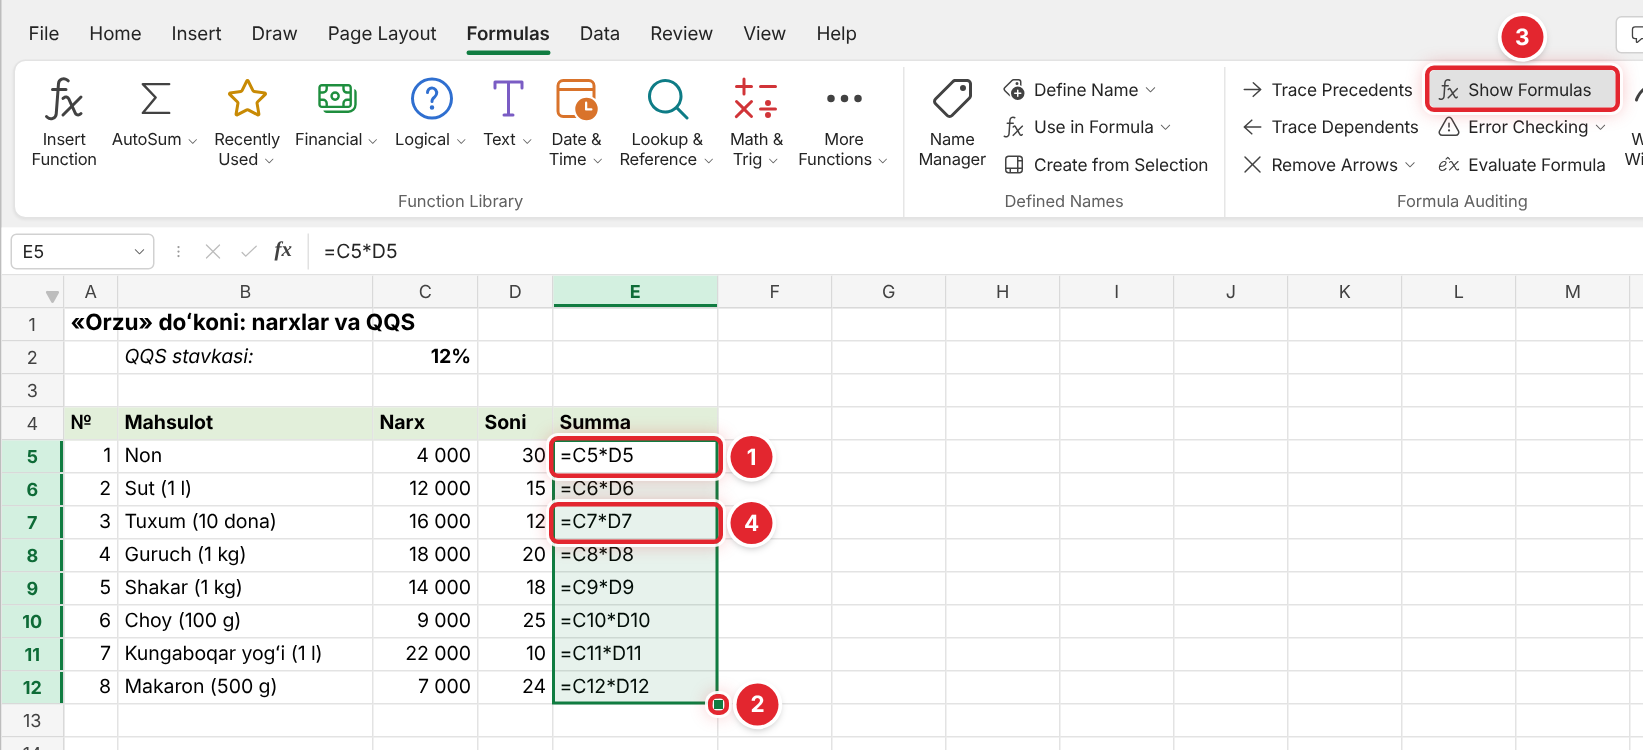 File Home Insert Draw Page Layout Formulas Data Review View Help
3
Insert Function
AutoSum
Recently Used
Financial
Logical
Text
Date & Time
Lookup & Reference
Math & Trig
More Functions
Function Library
Name Manager
Define Name
Use in Formula
Create from Selection
Defined Names
Trace Precedents
Trace Dependents
Remove Arrows
Show Formulas
Error Checking
Evaluate Formula
Formula Auditing
E5 fx =C5*D5
A B C D E F G H I J K L M
1 «Orzu» doʻkoni: narxlar va QQS
2 QQS stavkasi: 12%
3
4 № Mahsulot Narx Soni Summa
5 1 Non 4 000 30 =C5*D5 1
6 2 Sut (1 l) 12 000 15 =C6*D6
7 3 Tuxum (10 dona) 16 000 12 =C7*D7 4
8 4 Guruch (1 kg) 18 000 20 =C8*D8
9 5 Shakar (1 kg) 14 000 18 =C9*D9
10 6 Choy (100 g) 9 000 25 =C10*D10
11 7 Kungaboqar yogʻi (1 l) 22 000 10 =C11*D11
12 8 Makaron (500 g) 7 000 24 =C12*D12
2
13